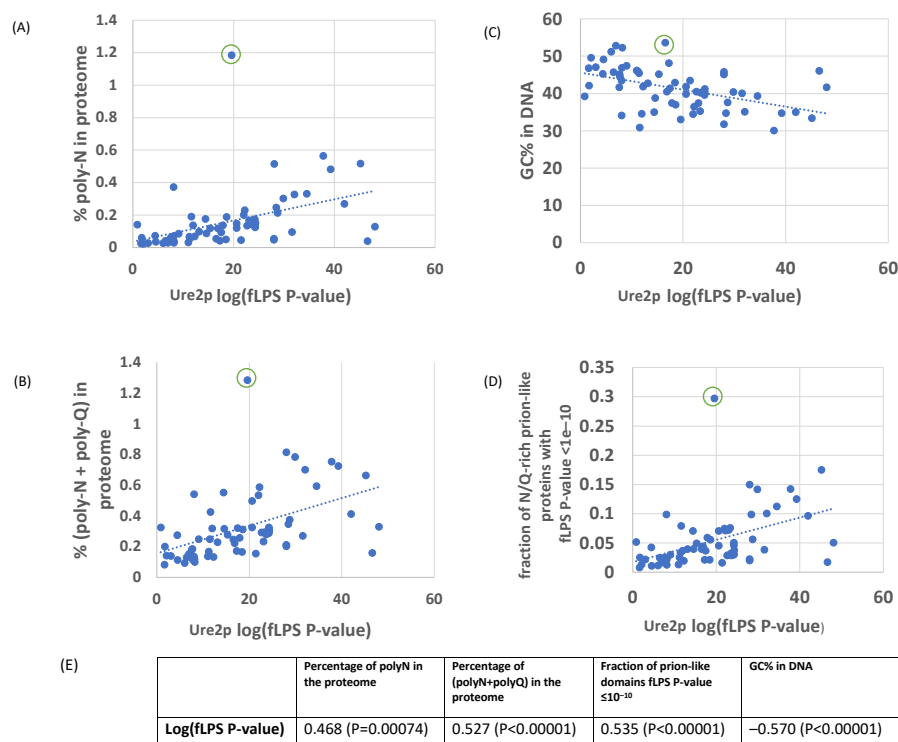 (A)
% poly-N in proteome
1.4
1.2
1
0.8
0.6
0.4
0.2
0
0 20 40 60
Ure2p log(fLPS P-value)
(C)
GC% in DNA
60
50
40
30
20
10
0
0 20 40 60
Ure2p log(fLPS P-value)
(B)
% (poly-N + poly-Q) in
proteome
1.4
1.2
1
0.8
0.6
0.4
0.2
0
0 20 40 60
Ure2p log(fLPS P-value)
(D)
fraction of N/Q-rich prion-like
proteins with
fLPS P-value <1e–10
0.35
0.3
0.25
0.2
0.15
0.1
0.05
0
0 20 40 60
Ure2p log(fLPS P-value)
(E)
Percentage of polyN in
the proteome
Percentage of
(polyN+polyQ) in the
proteome
Fraction of prion-like
domains fLPS P-value
≤10⁻¹⁰
GC% in DNA
Log(fLPS P-value) 0.468 (P=0.00074) 0.527 (P<0.00001) 0.535 (P<0.00001) –0.570 (P<0.00001)